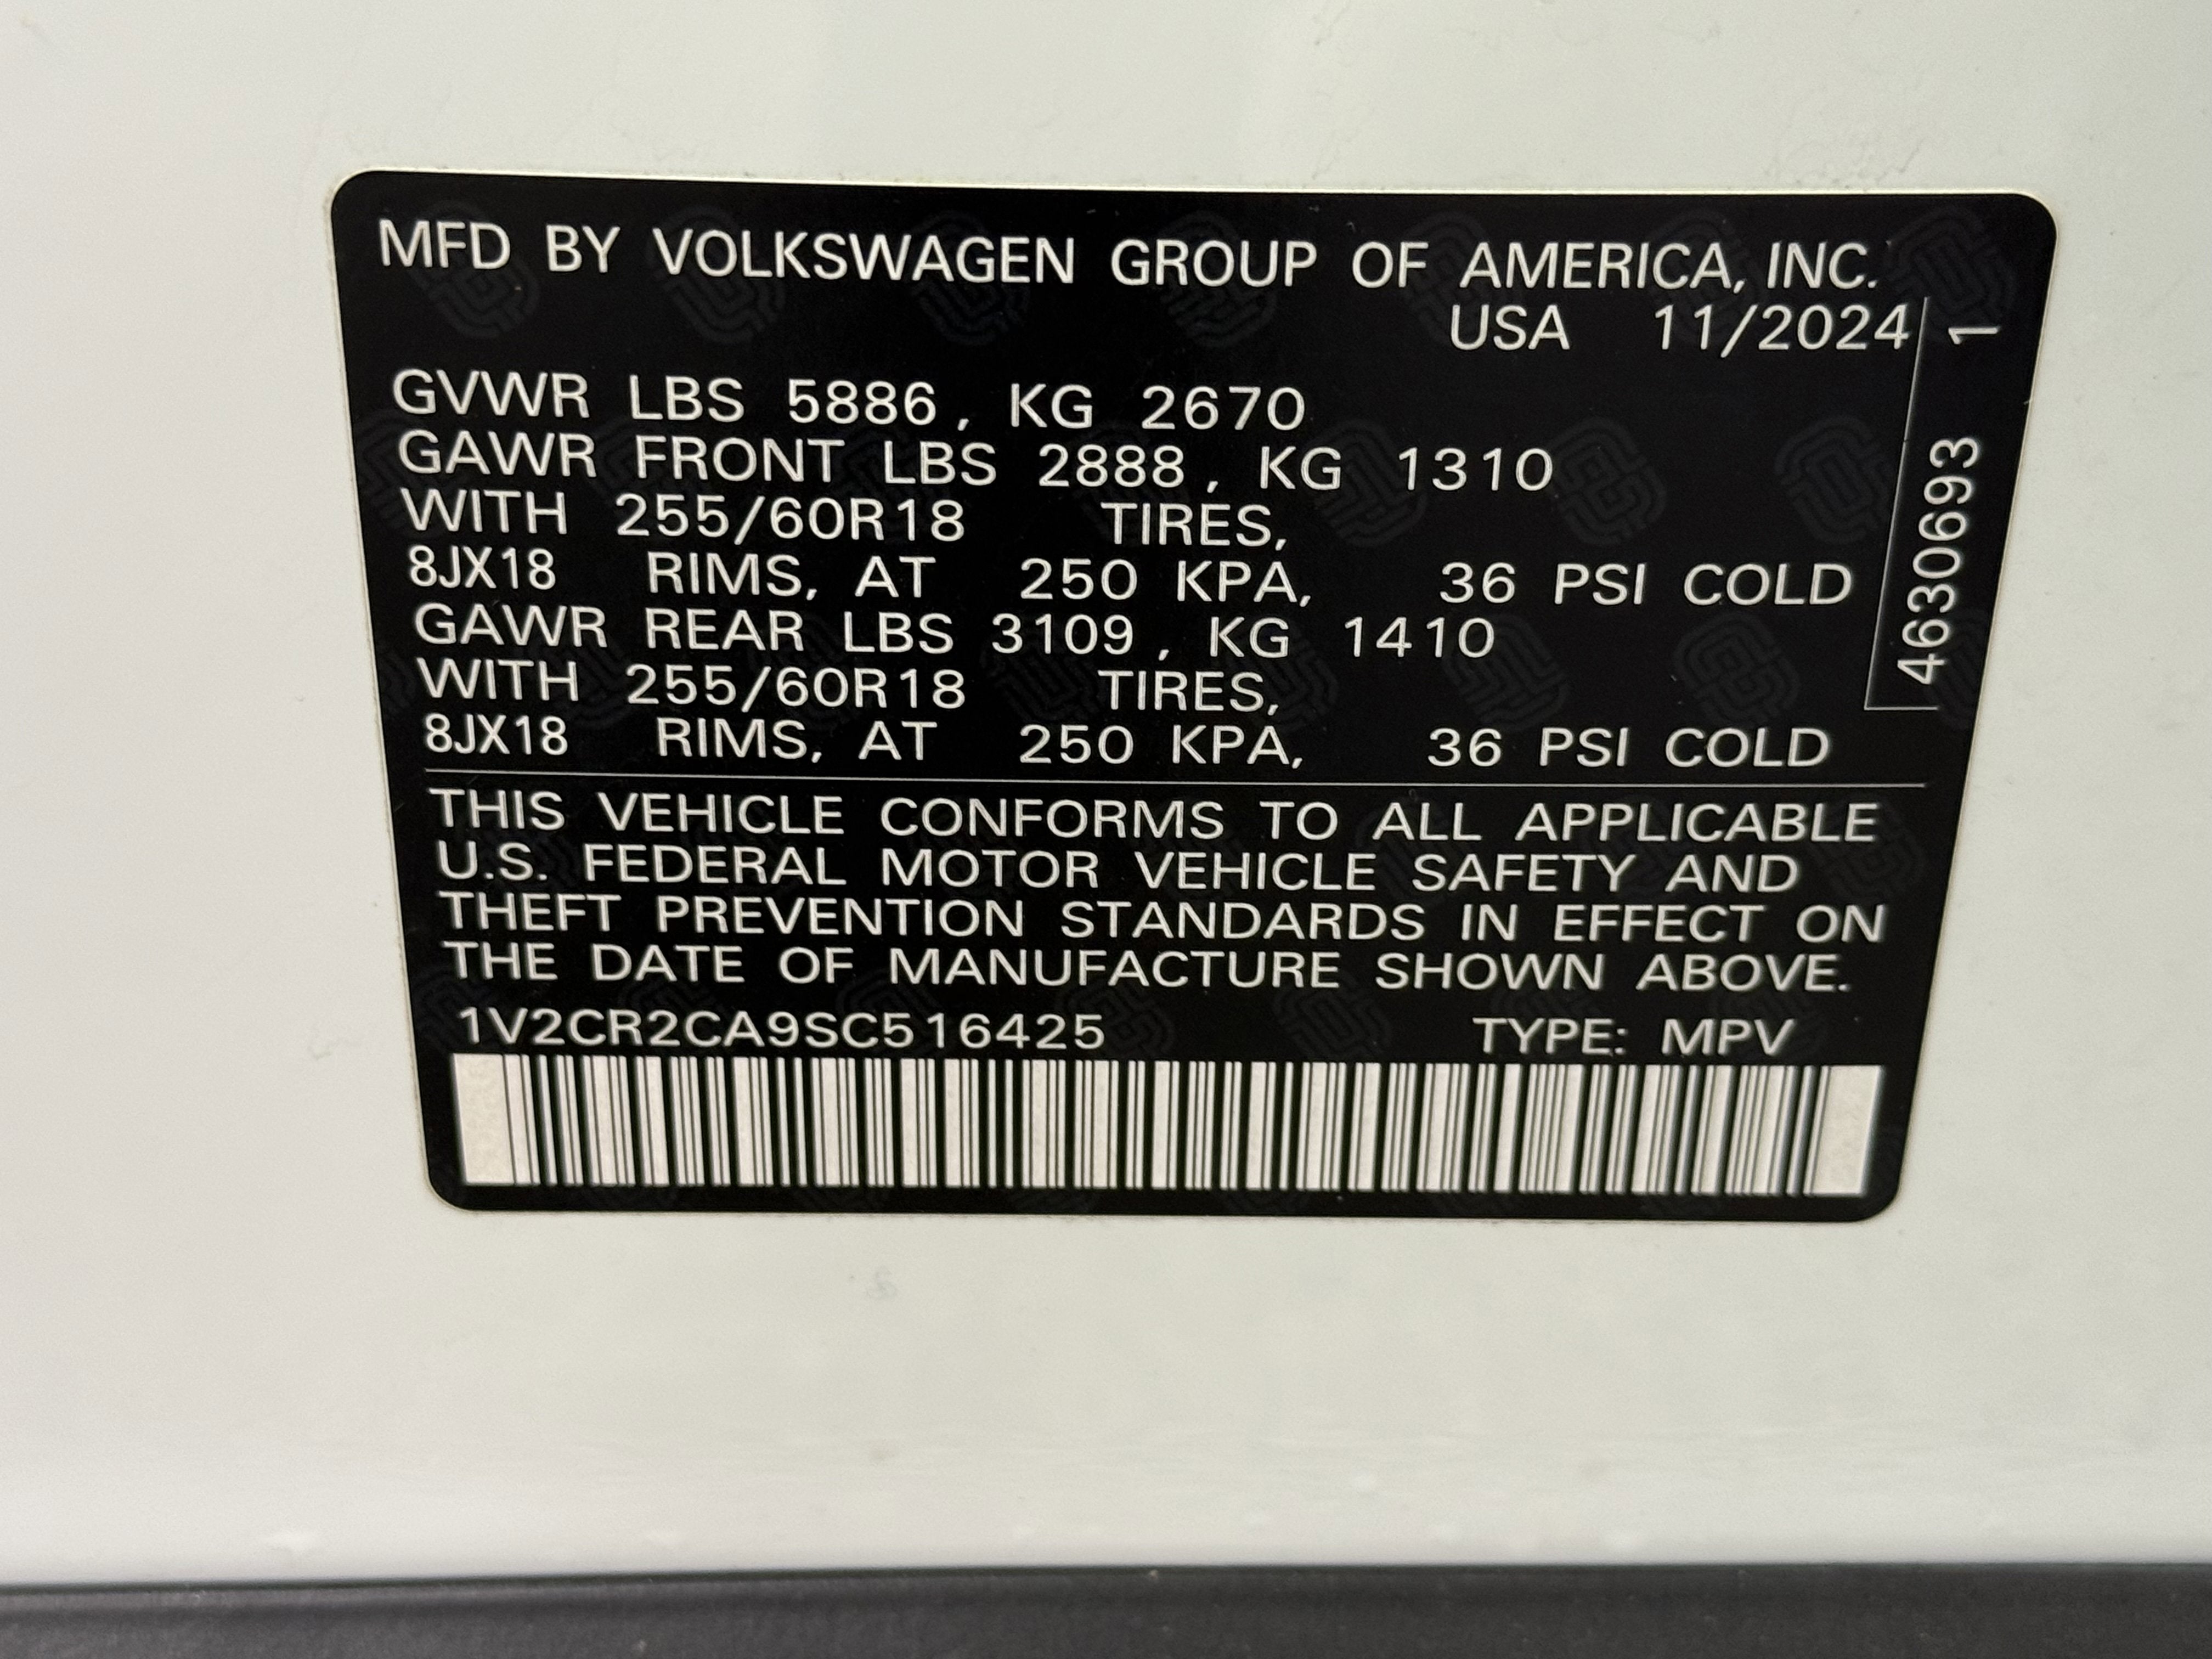 MFD BY VOLKSWAGEN GROUP OF AMERICA, INC.
USA 11/2024
GVWR LBS 5886, KG 2670
GAWR FRONT LBS 2888, KG 1310
WITH 255/60R18 TIRES,
8JX18 RIMS, AT 250 KPA, 36 PSI COLD
GAWR REAR LBS 3109, KG 1410
WITH 255/60R18 TIRES,
8JX18 RIMS, AT 250 KPA, 36 PSI COLD
THIS VEHICLE CONFORMS TO ALL APPLICABLE
U.S. FEDERAL MOTOR VEHICLE SAFETY AND
THEFT PREVENTION STANDARDS IN EFFECT ON
THE DATE OF MANUFACTURE SHOWN ABOVE.
1V2CR2CA9SC516425 TYPE: MPV
4630693 1